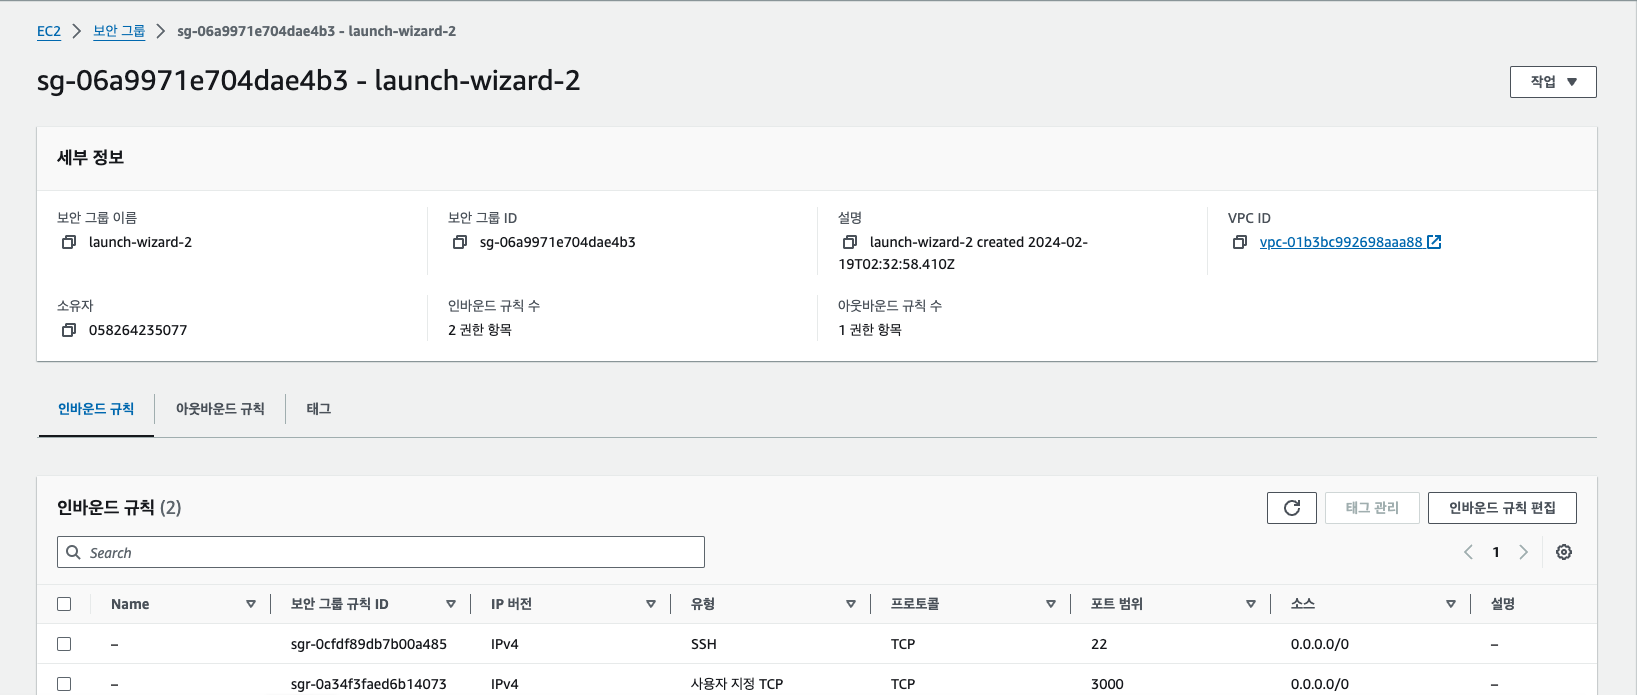 EC2 > 보안 그룹 > sg-06a9971e704dae4b3 - launch-wizard-2
sg-06a9971e704dae4b3 - launch-wizard-2
작업
세부 정보
보안 그룹 이름
launch-wizard-2
보안 그룹 ID
sg-06a9971e704dae4b3
설명
launch-wizard-2 created 2024-02-
19T02:32:58.410Z
VPC ID
vpc-01b3bc992698aaa88
소유자
058264235077
인바운드 규칙 수
2 권한 항목
아웃바운드 규칙 수
1 권한 항목
인바운드 규칙 아웃바운드 규칙 태그
인바운드 규칙 (2)
태그 관리 인바운드 규칙 편집
Search
1
Name 보안 그룹 규칙 ID IP 버전 유형 프로토콜 포트 범위 소스 설명
– sgr-0cfdf89db7b00a485 IPv4 SSH TCP 22 0.0.0.0/0 –
– sgr-0a34f3faed6b14073 IPv4 사용자 지정 TCP TCP 3000 0.0.0.0/0 –